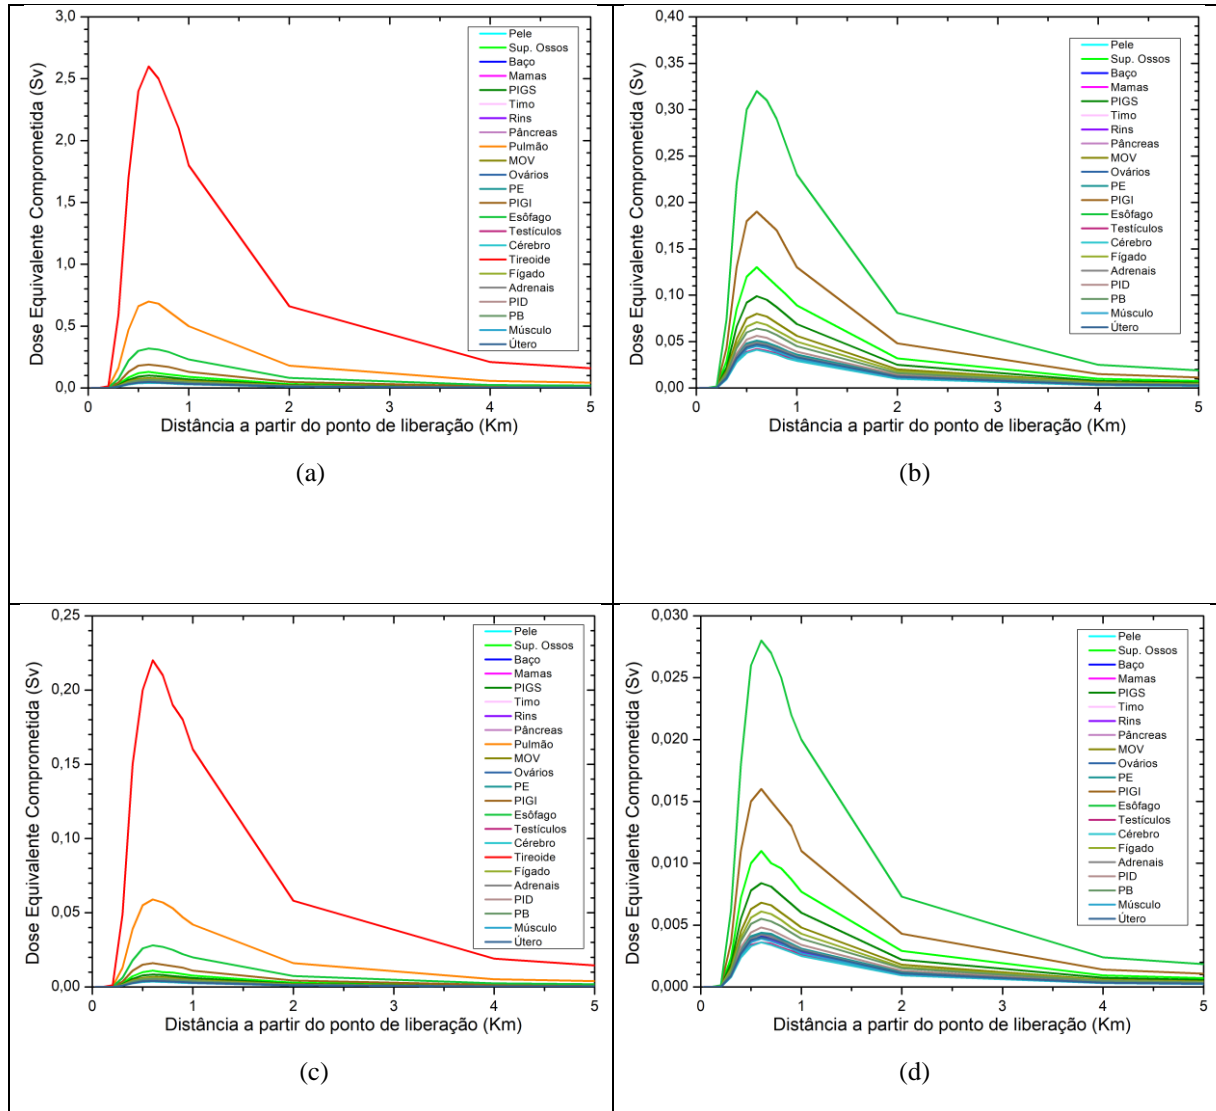 3,0
2,5
2,0
1,5
1,0
0,5
0,0
Dose Equivalente Comprometida (Sv)
Pele
Sup. Ossos
Baço
Mamas
PIGS
Timo
Rins
Pâncreas
Pulmão
MOV
Ovários
PE
PIGI
Esôfago
Testículos
Cérebro
Tireoide
Fígado
Adrenais
PID
PB
Músculo
Útero
0 1 2 3 4 5
Distância a partir do ponto de liberação (Km)
(a)
0,40
0,35
0,30
0,25
0,20
0,15
0,10
0,05
0,00
Dose Equivalente Comprometida (Sv)
Pele
Sup. Ossos
Baço
Mamas
PIGS
Timo
Rins
Pâncreas
MOV
Ovários
PE
PIGI
Esôfago
Testículos
Cérebro
Fígado
Adrenais
PID
PB
Músculo
Útero
0 1 2 3 4 5
Distância a partir do ponto de liberação (Km)
(b)
0,25
0,20
0,15
0,10
0,05
0,00
Dose Equivalente Comprometida (Sv)
Pele
Sup. Ossos
Baço
Mamas
PIGS
Timo
Rins
Pâncreas
Pulmão
MOV
Ovários
PE
PIGI
Esôfago
Testículos
Cérebro
Tireoide
Fígado
Adrenais
PID
PB
Músculo
Útero
0 1 2 3 4 5
Distância a partir do ponto de liberação (Km)
(c)
0,030
0,025
0,020
0,015
0,010
0,005
0,000
Dose Equivalente Comprometida (Sv)
Pele
Sup. Ossos
Baço
Mamas
PIGS
Timo
Rins
Pâncreas
MOV
Ovários
PE
PIGI
Esôfago
Testículos
Cérebro
Fígado
Adrenais
PID
PB
Músculo
Útero
0 1 2 3 4 5
Distância a partir do ponto de liberação (Km)
(d)